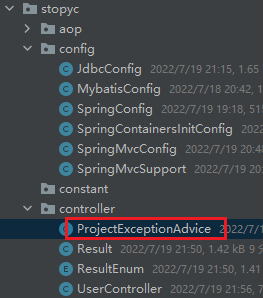 stopyc
aop
config
JdbcConfig 2022/7/19 21:15, 1.65
MybatisConfig 2022/7/18 20:42, 1
SpringConfig 2022/7/19 19:18, 515
SpringContainersInitConfig 2022/
SpringMvcConfig 2022/7/19 20:48
SpringMvcSupport 2022/7/19 20:4
constant
controller
ProjectExceptionAdvice 2022/7/1
Result 2022/7/19 21:50, 1.42 kB 9 分
ResultEnum 2022/7/19 21:50, 1.41
UserController 2022/7/19 21:56, 7